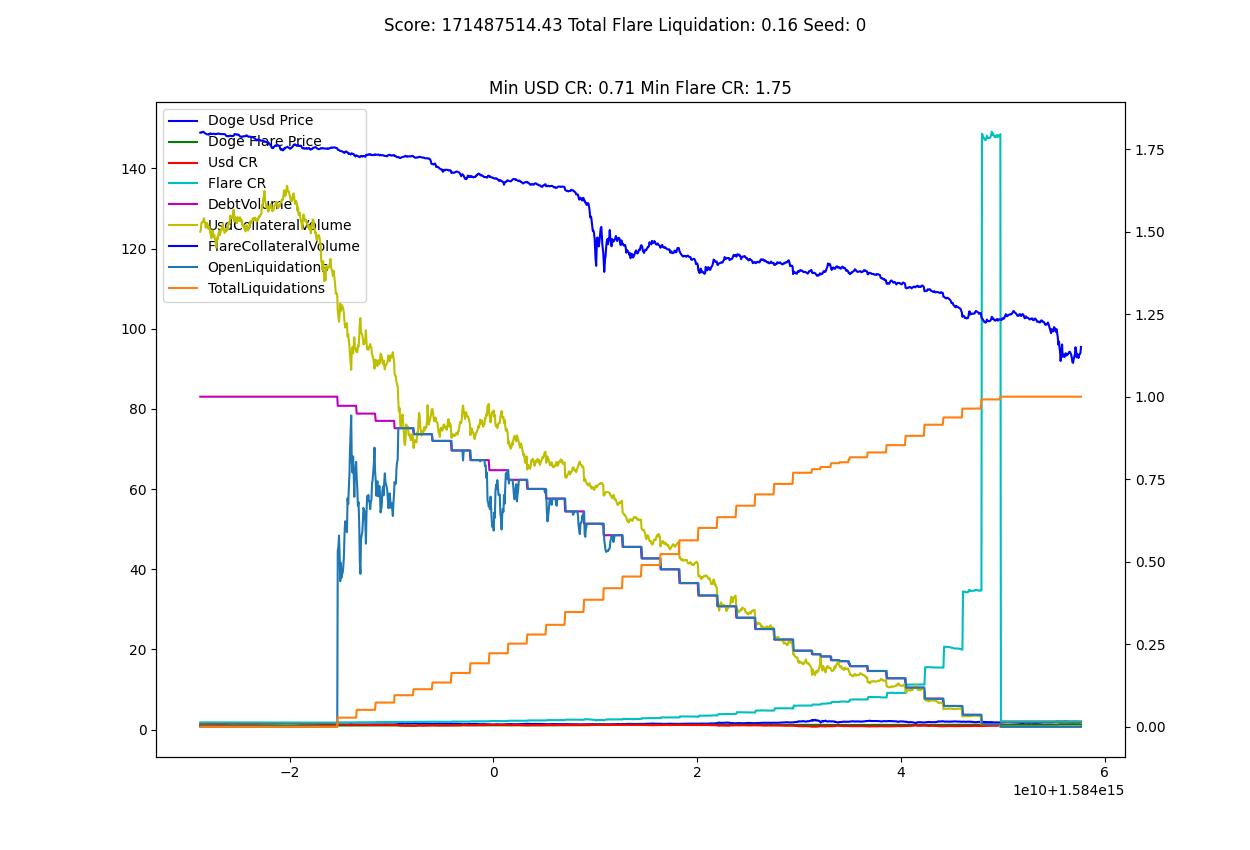 Score: 171487514.43 Total Flare Liquidation: 0.16 Seed: 0
Min USD CR: 0.71 Min Flare CR: 1.75
Doge Usd Price
Doge Flare Price
Usd CR
Flare CR
DebtVolume
UsdCollateralVolume
FlareCollateralVolume
OpenLiquidations
TotalLiquidations
140
120
100
80
60
40
20
0
1.75
1.50
1.25
1.00
0.75
0.50
0.25
0.00
−2 0 2 4 6
1e10+1.584e15